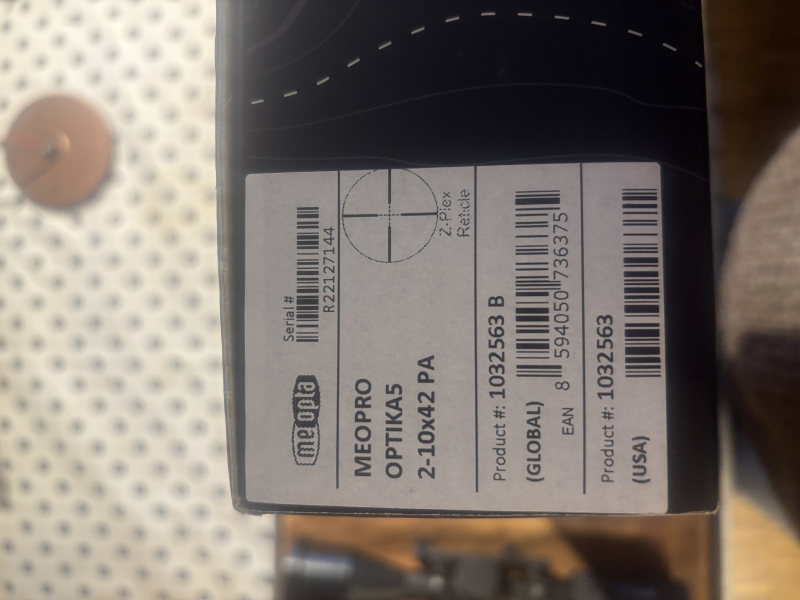 meopta
Serial #
R22127144
MEOPRO
OPTIKA5
2-10x42 PA
Z-Plex
Reticle
Product #: 1032563 B
(GLOBAL)
EAN 8 594050 736375
Product #: 1032563
(USA)